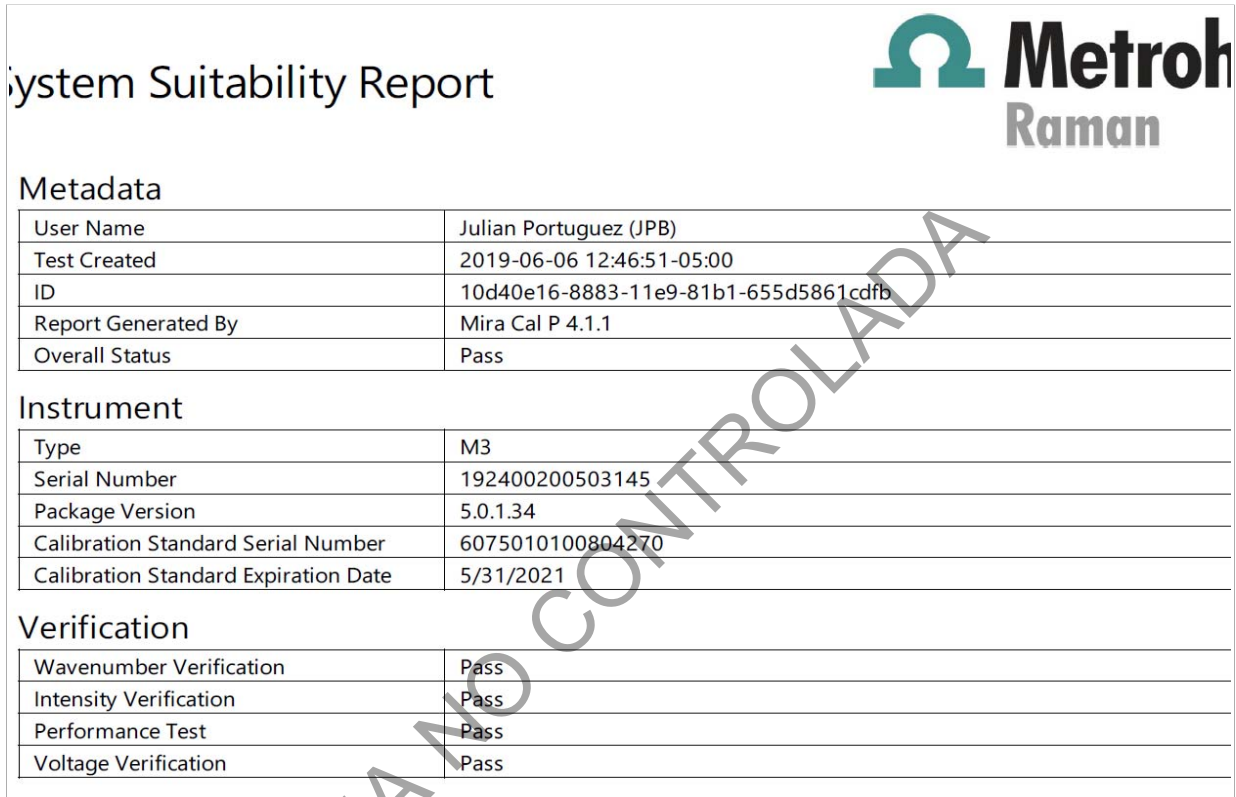 ystem Suitability Report
Metroh
Raman
Metadata
User Name Julian Portuguez (JPB)
Test Created 2019-06-06 12:46:51-05:00
ID 10d40e16-8883-11e9-81b1-655d5861cdfb
Report Generated By Mira Cal P 4.1.1
Overall Status Pass
Instrument
Type M3
Serial Number 192400200503145
Package Version 5.0.1.34
Calibration Standard Serial Number 6075010100804270
Calibration Standard Expiration Date 5/31/2021
Verification
Wavenumber Verification Pass
Intensity Verification Pass
Performance Test Pass
Voltage Verification Pass
A NO CONTROLADA